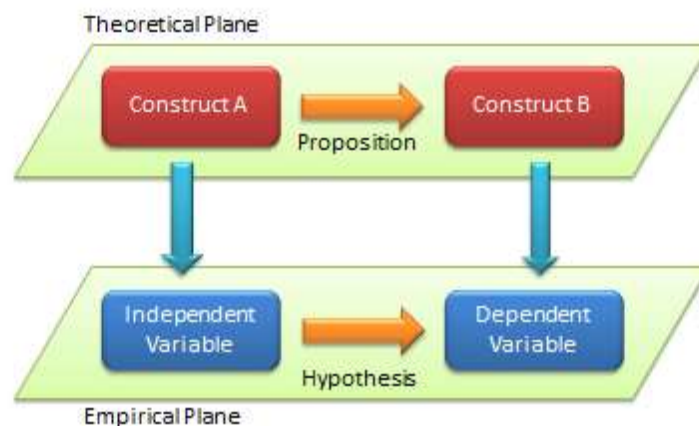 Theoretical Plane
Construct A
Construct B
Proposition
Independent
Variable
Dependent
Variable
Hypothesis
Empirical Plane